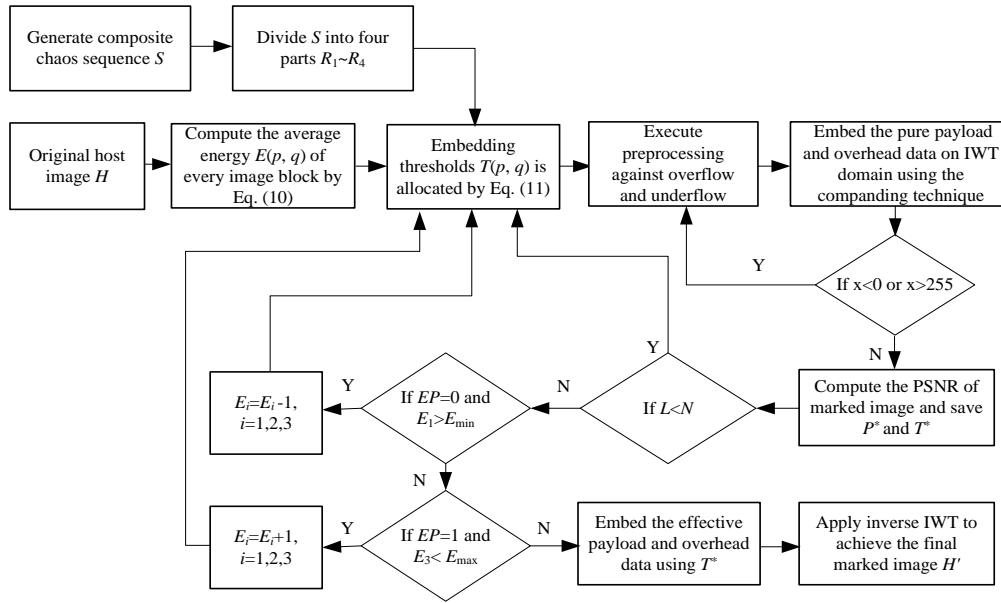 Generate composite
chaos sequence S
Divide S into four
parts R₁~R₄
Original host
image H
Compute the average
energy E(p, q) of
every image block by
Eq. (10)
Embedding
thresholds T(p, q) is
allocated by Eq. (11)
Execute
preprocessing
against overflow
and underflow
Embed the pure payload
and overhead data on IWT
domain using the
companding technique
Y
If x<0 or x>255
N
Compute the PSNR of
marked image and save
P* and T*
Y
If L<N
N
If EP=0 and
E₁>Eₘᵢₙ
Y
Eᵢ=Eᵢ-1,
i=1,2,3
N
If EP=1 and
E₃< Eₘₐₓ
Y
Eᵢ=Eᵢ+1,
i=1,2,3
N
Embed the effective
payload and overhead
data using T*
Apply inverse IWT to
achieve the final
marked image H'